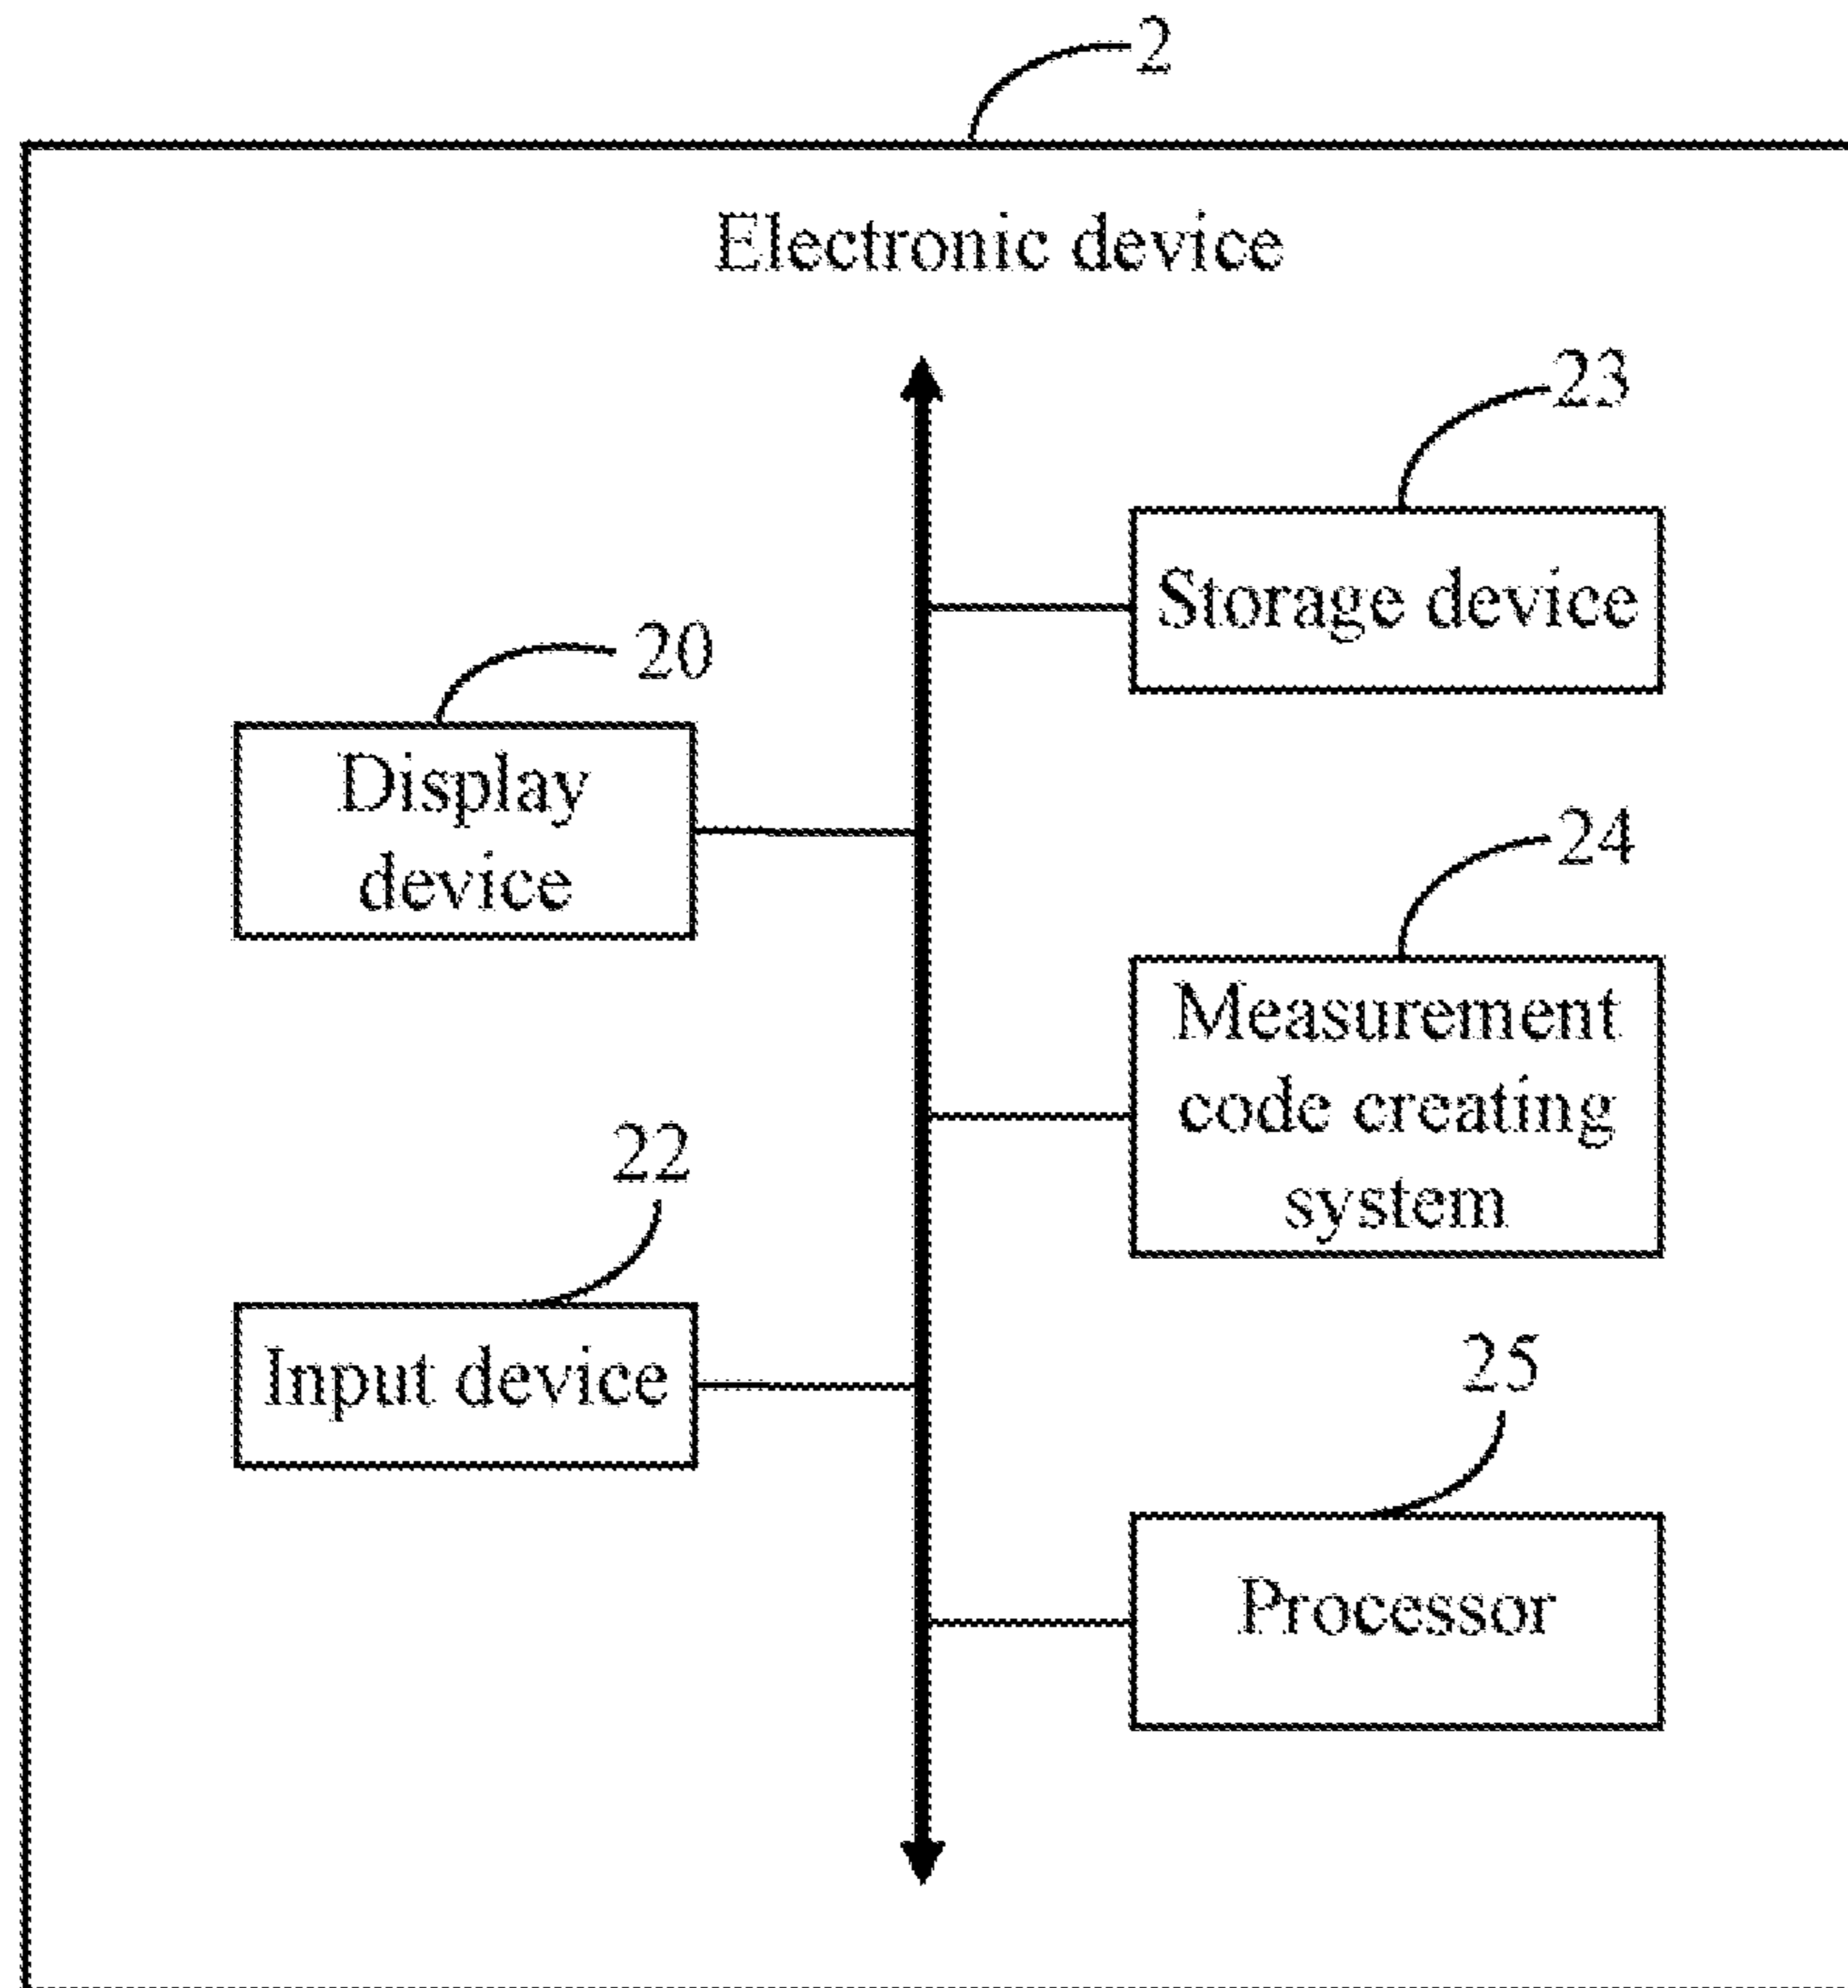 2
Electronic device
23
Storage device
20
Display
device
24
Measurement
code creating
system
22
Input device
25
Processor